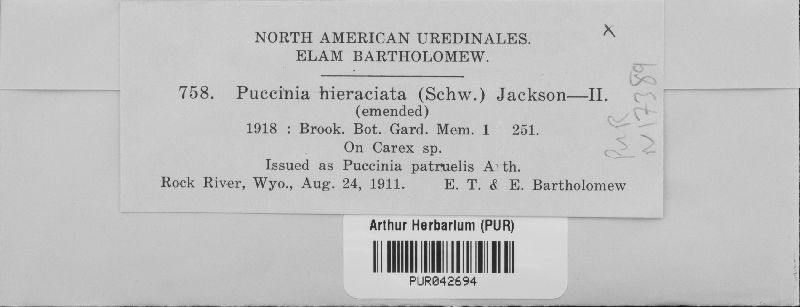 NORTH AMERICAN UREDINALES.
ELAM BARTHOLOMEW.
x
758. Puccinia hieraciata (Schw.) Jackson—II.
(emended)
1918 : Brook. Bot. Gard. Mem. 1 251.
On Carex sp.
Issued as Puccinia patruelis A th.
Rock River, Wyo., Aug. 24, 1911. E. T. & E. Bartholomew
PUR
N17389
Arthur Herbarium (PUR)
PUR042694